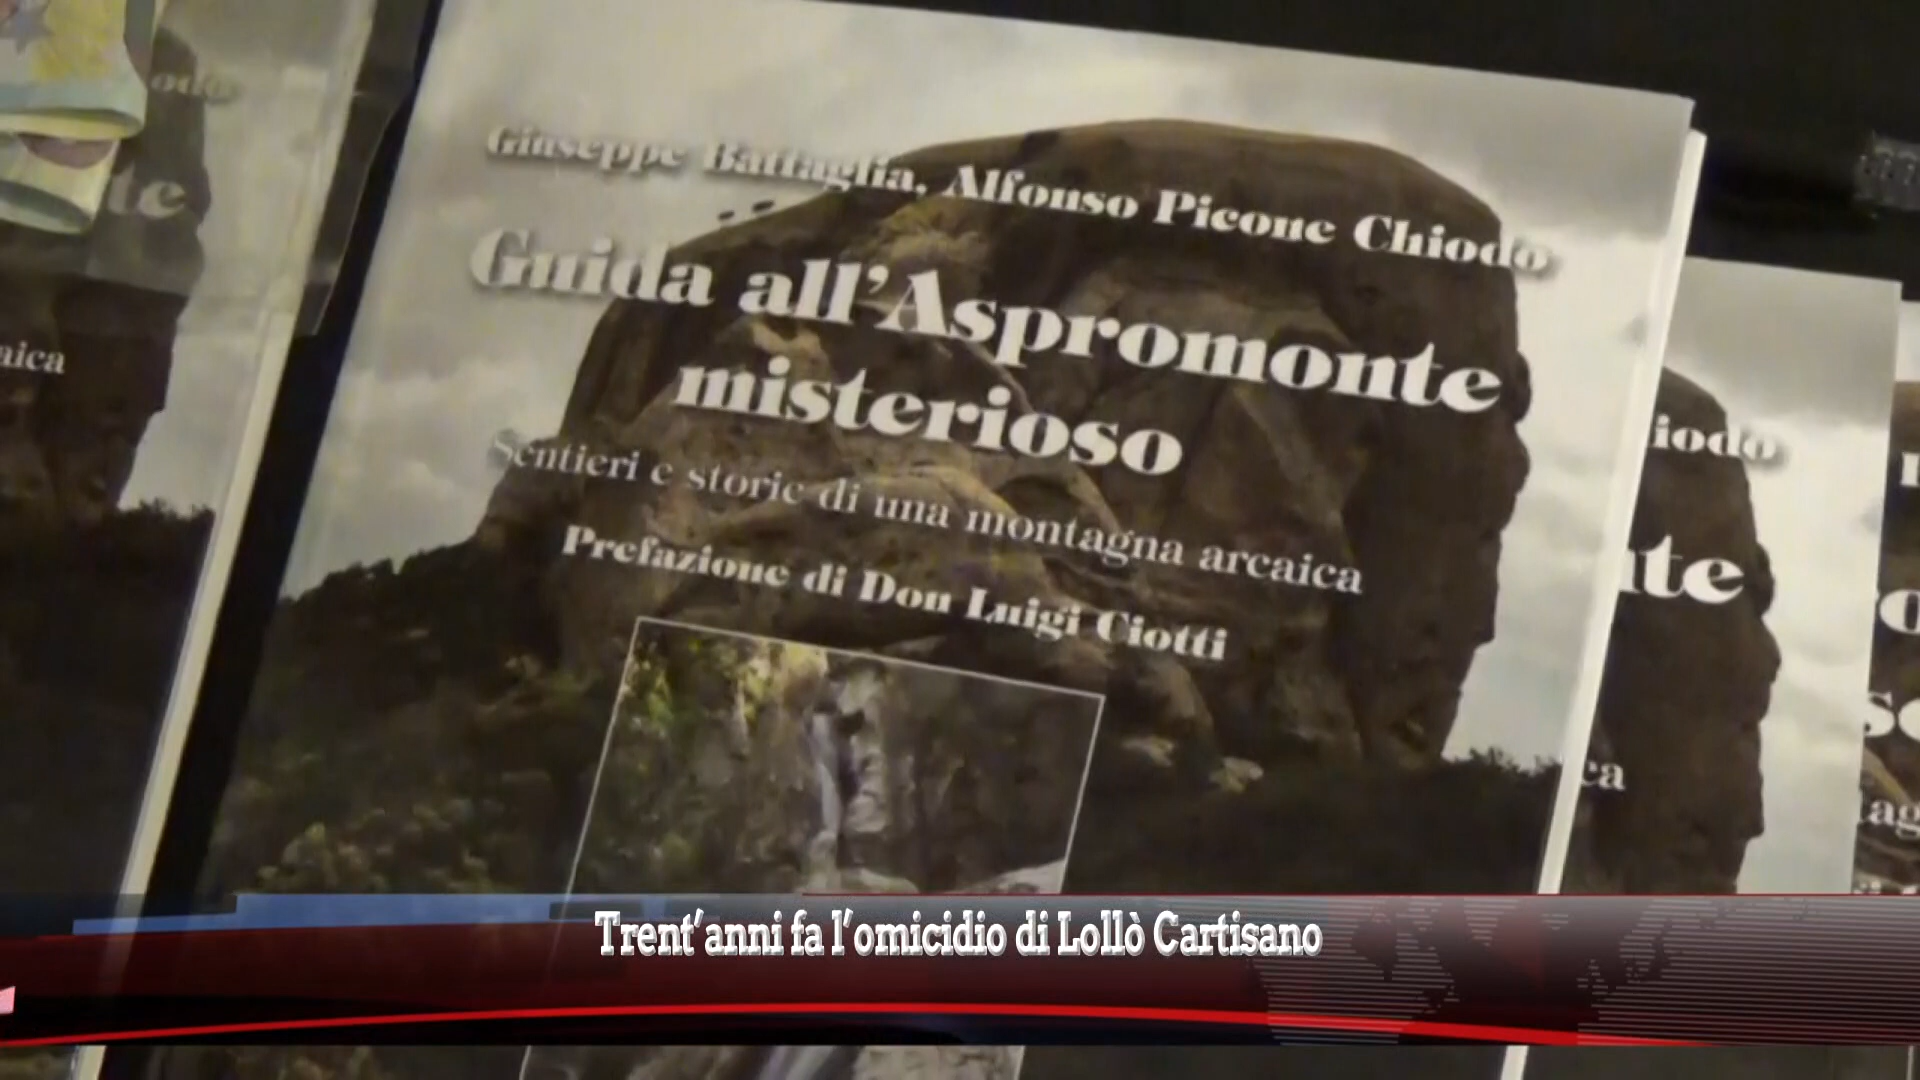 Giuseppe Battaglia, Alfonso Picone Chiodo
Guida all'Aspromonte
misterioso
Sentieri e storie di una montagna arcaica
Prefazione di Don Luigi Ciotti
Trent'anni fa l'omicidio di Lollò Cartisano